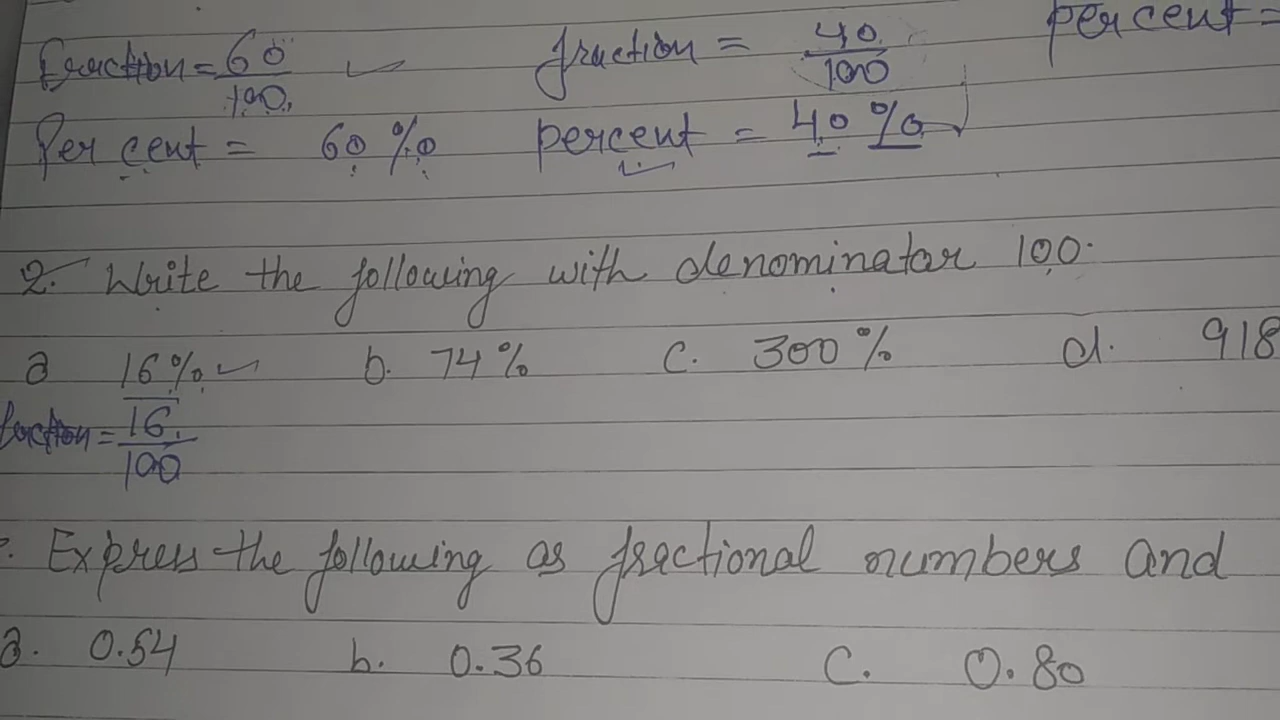 fraction = 60/100 fraction = 40/100 percent =
Per cent = 60% percent = 40%
2. Write the following with denominatar 100.
a 16% b. 74% c. 300% d. 918
fraction = 16/100
Express the following as fractional numbers and
a. 0.54 b. 0.36 c. 0.80